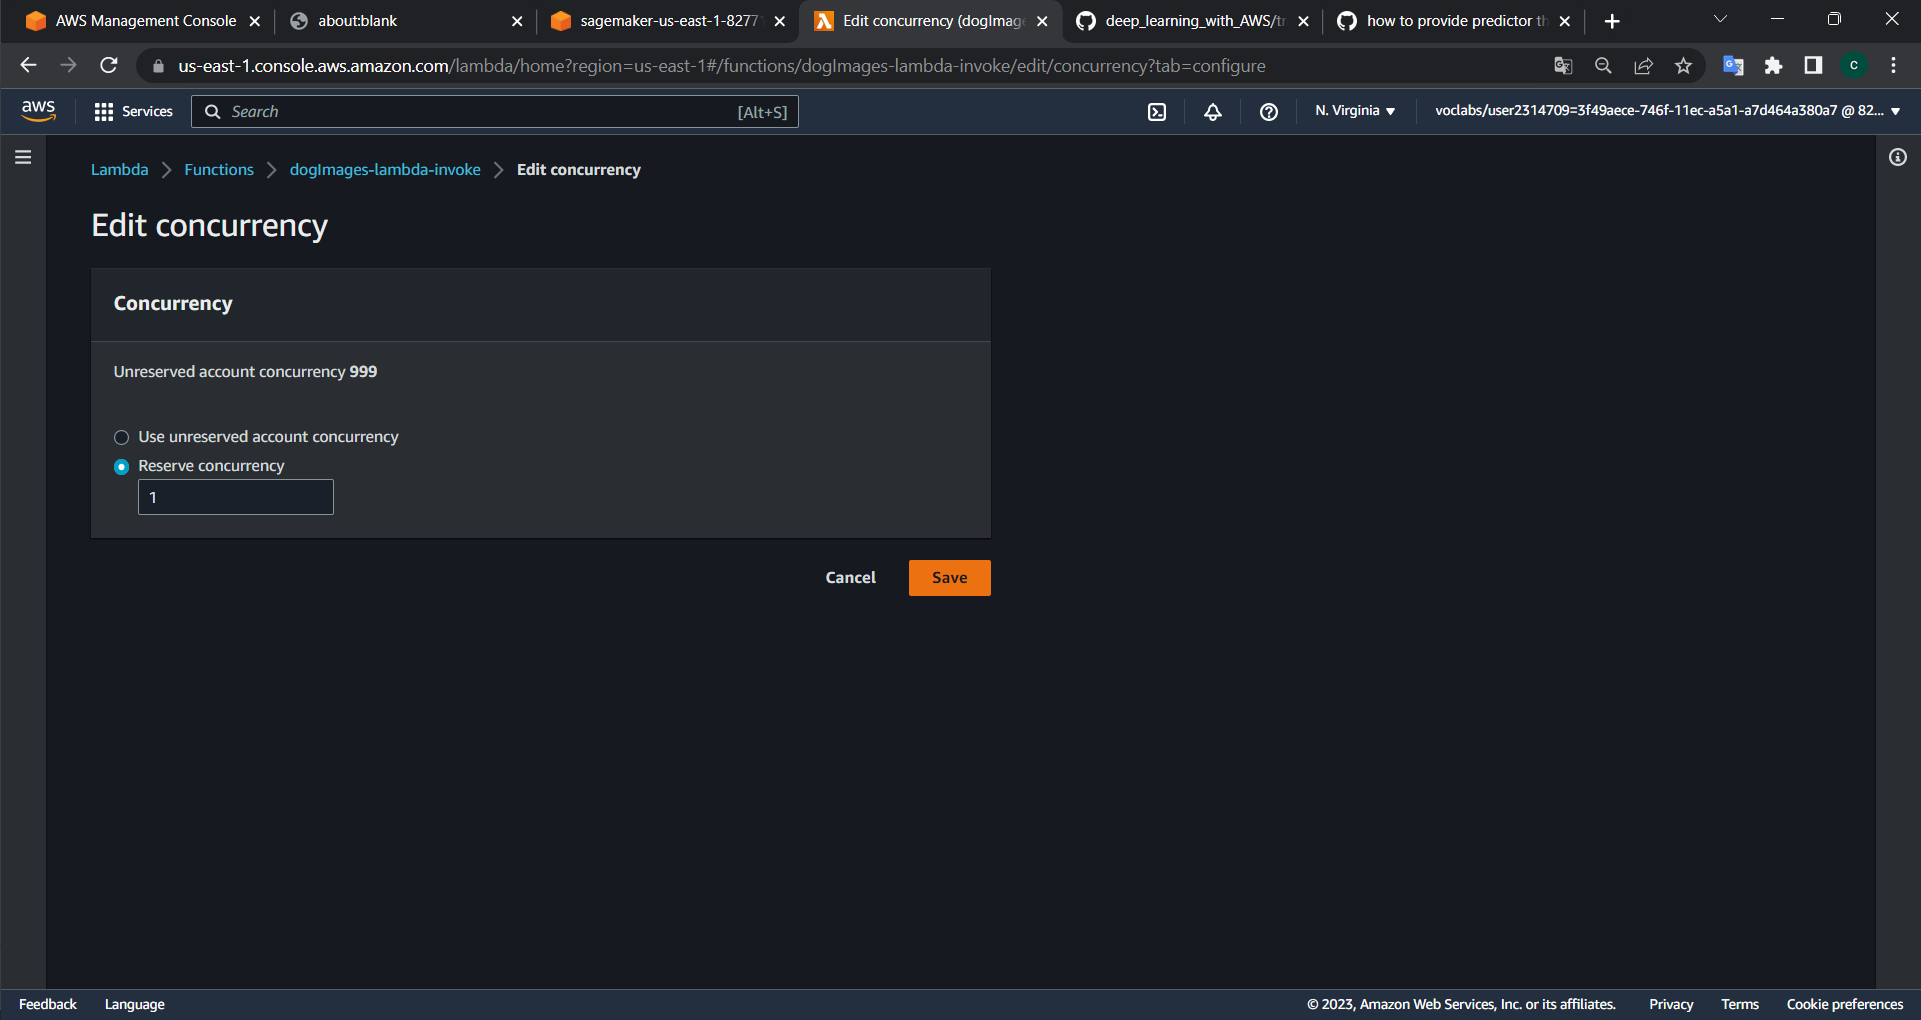 AWS Management Console
about:blank
sagemaker-us-east-1-8277
Edit concurrency (dogImage
deep_learning_with_AWS/tr
how to provide predictor th
us-east-1.console.aws.amazon.com/lambda/home?region=us-east-1#/functions/dogImages-lambda-invoke/edit/concurrency?tab=configure
C
aws
Services
Search
[Alt+S]
N. Virginia
voclabs/user2314709=3f49aece-746f-11ec-a5a1-a7d464a380a7 @ 82...
Lambda
Functions
dogImages-lambda-invoke
Edit concurrency
Edit concurrency
Concurrency
Unreserved account concurrency 999
Use unreserved account concurrency
Reserve concurrency
1
Cancel
Save
Feedback
Language
© 2023, Amazon Web Services, Inc. or its affiliates.
Privacy
Terms
Cookie preferences